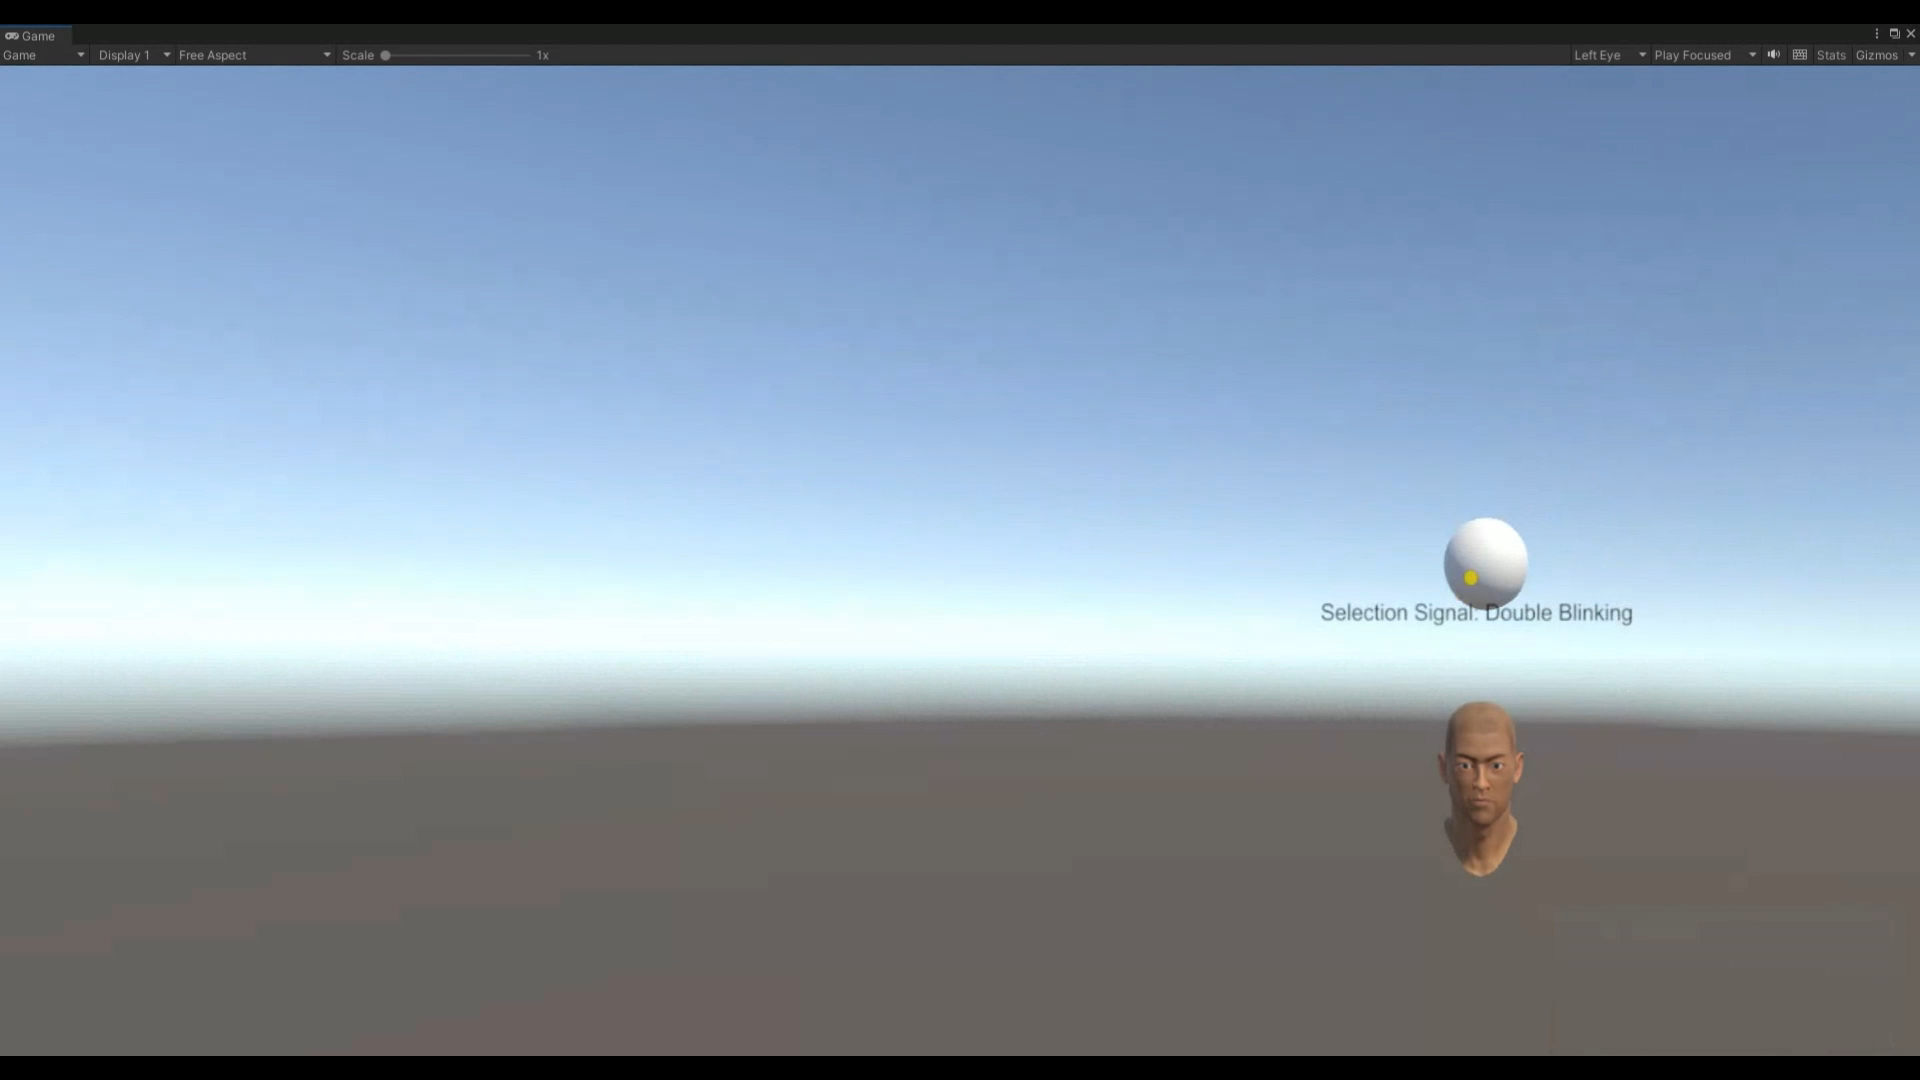 Game
Game Display 1 Free Aspect Scale 1x Left Eye Play Focused Stats Gizmos
Selection Signal: Double Blinking